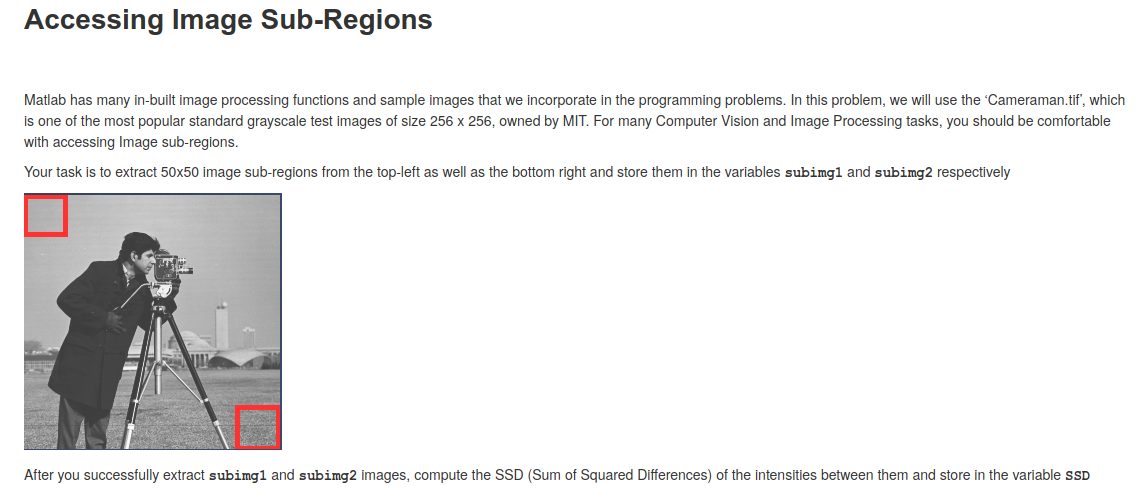 Accessing Image Sub-Regions
Matlab has many in-built image processing functions and sample images that we incorporate in the programming problems. In this problem, we will use the ‘Cameraman.tif’, which
is one of the most popular standard grayscale test images of size 256 x 256, owned by MIT. For many Computer Vision and Image Processing tasks, you should be comfortable
with accessing Image sub-regions.
Your task is to extract 50x50 image sub-regions from the top-left as well as the bottom right and store them in the variables subimg1 and subimg2 respectively
After you successfully extract subimg1 and subimg2 images, compute the SSD (Sum of Squared Differences) of the intensities between them and store in the variable SSD